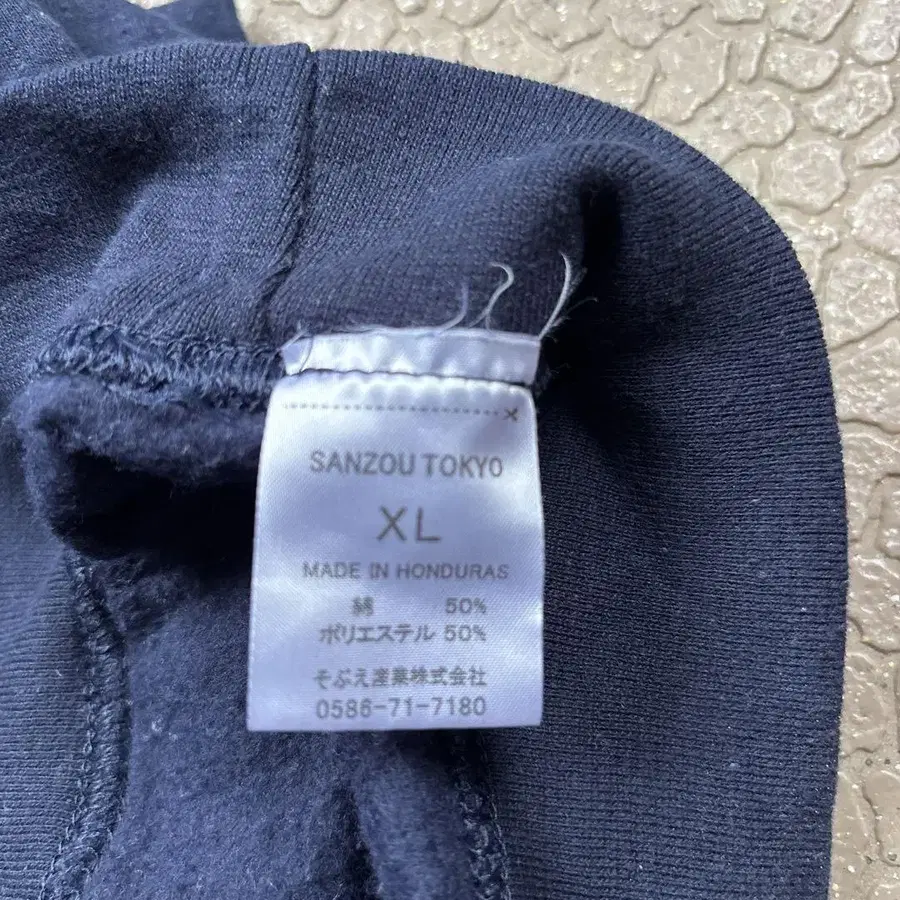 SANZOU TOKYO
XL
MADE IN HONDURAS
綿 50%
ポリエステル 50%
そぶえ産業株式会社
0586-71-7180